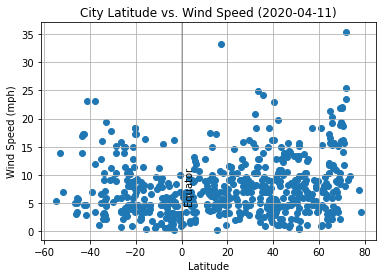 City Latitude vs. Wind Speed (2020-04-11)
Wind Speed (mph)
35
30
25
20
15
10
5
0
Equator
−60 −40 −20 0 20 40 60 80
Latitude